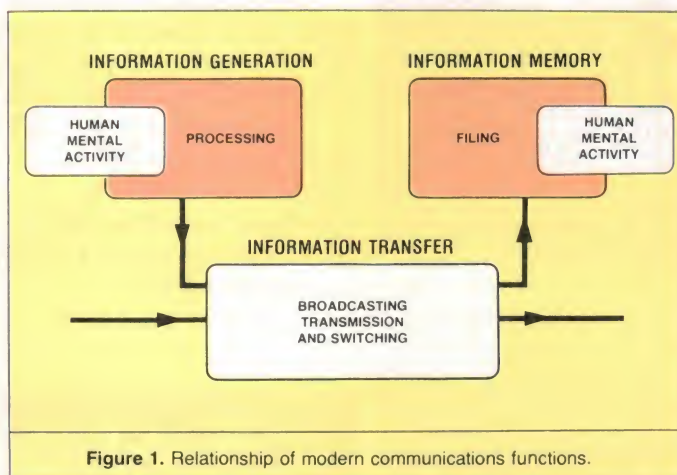 INFORMATION GENERATION
INFORMATION MEMORY
HUMAN
MENTAL
ACTIVITY
PROCESSING
FILING
HUMAN
MENTAL
ACTIVITY
INFORMATION TRANSFER
BROADCASTING
TRANSMISSION
AND SWITCHING
Figure 1. Relationship of modern communications functions.